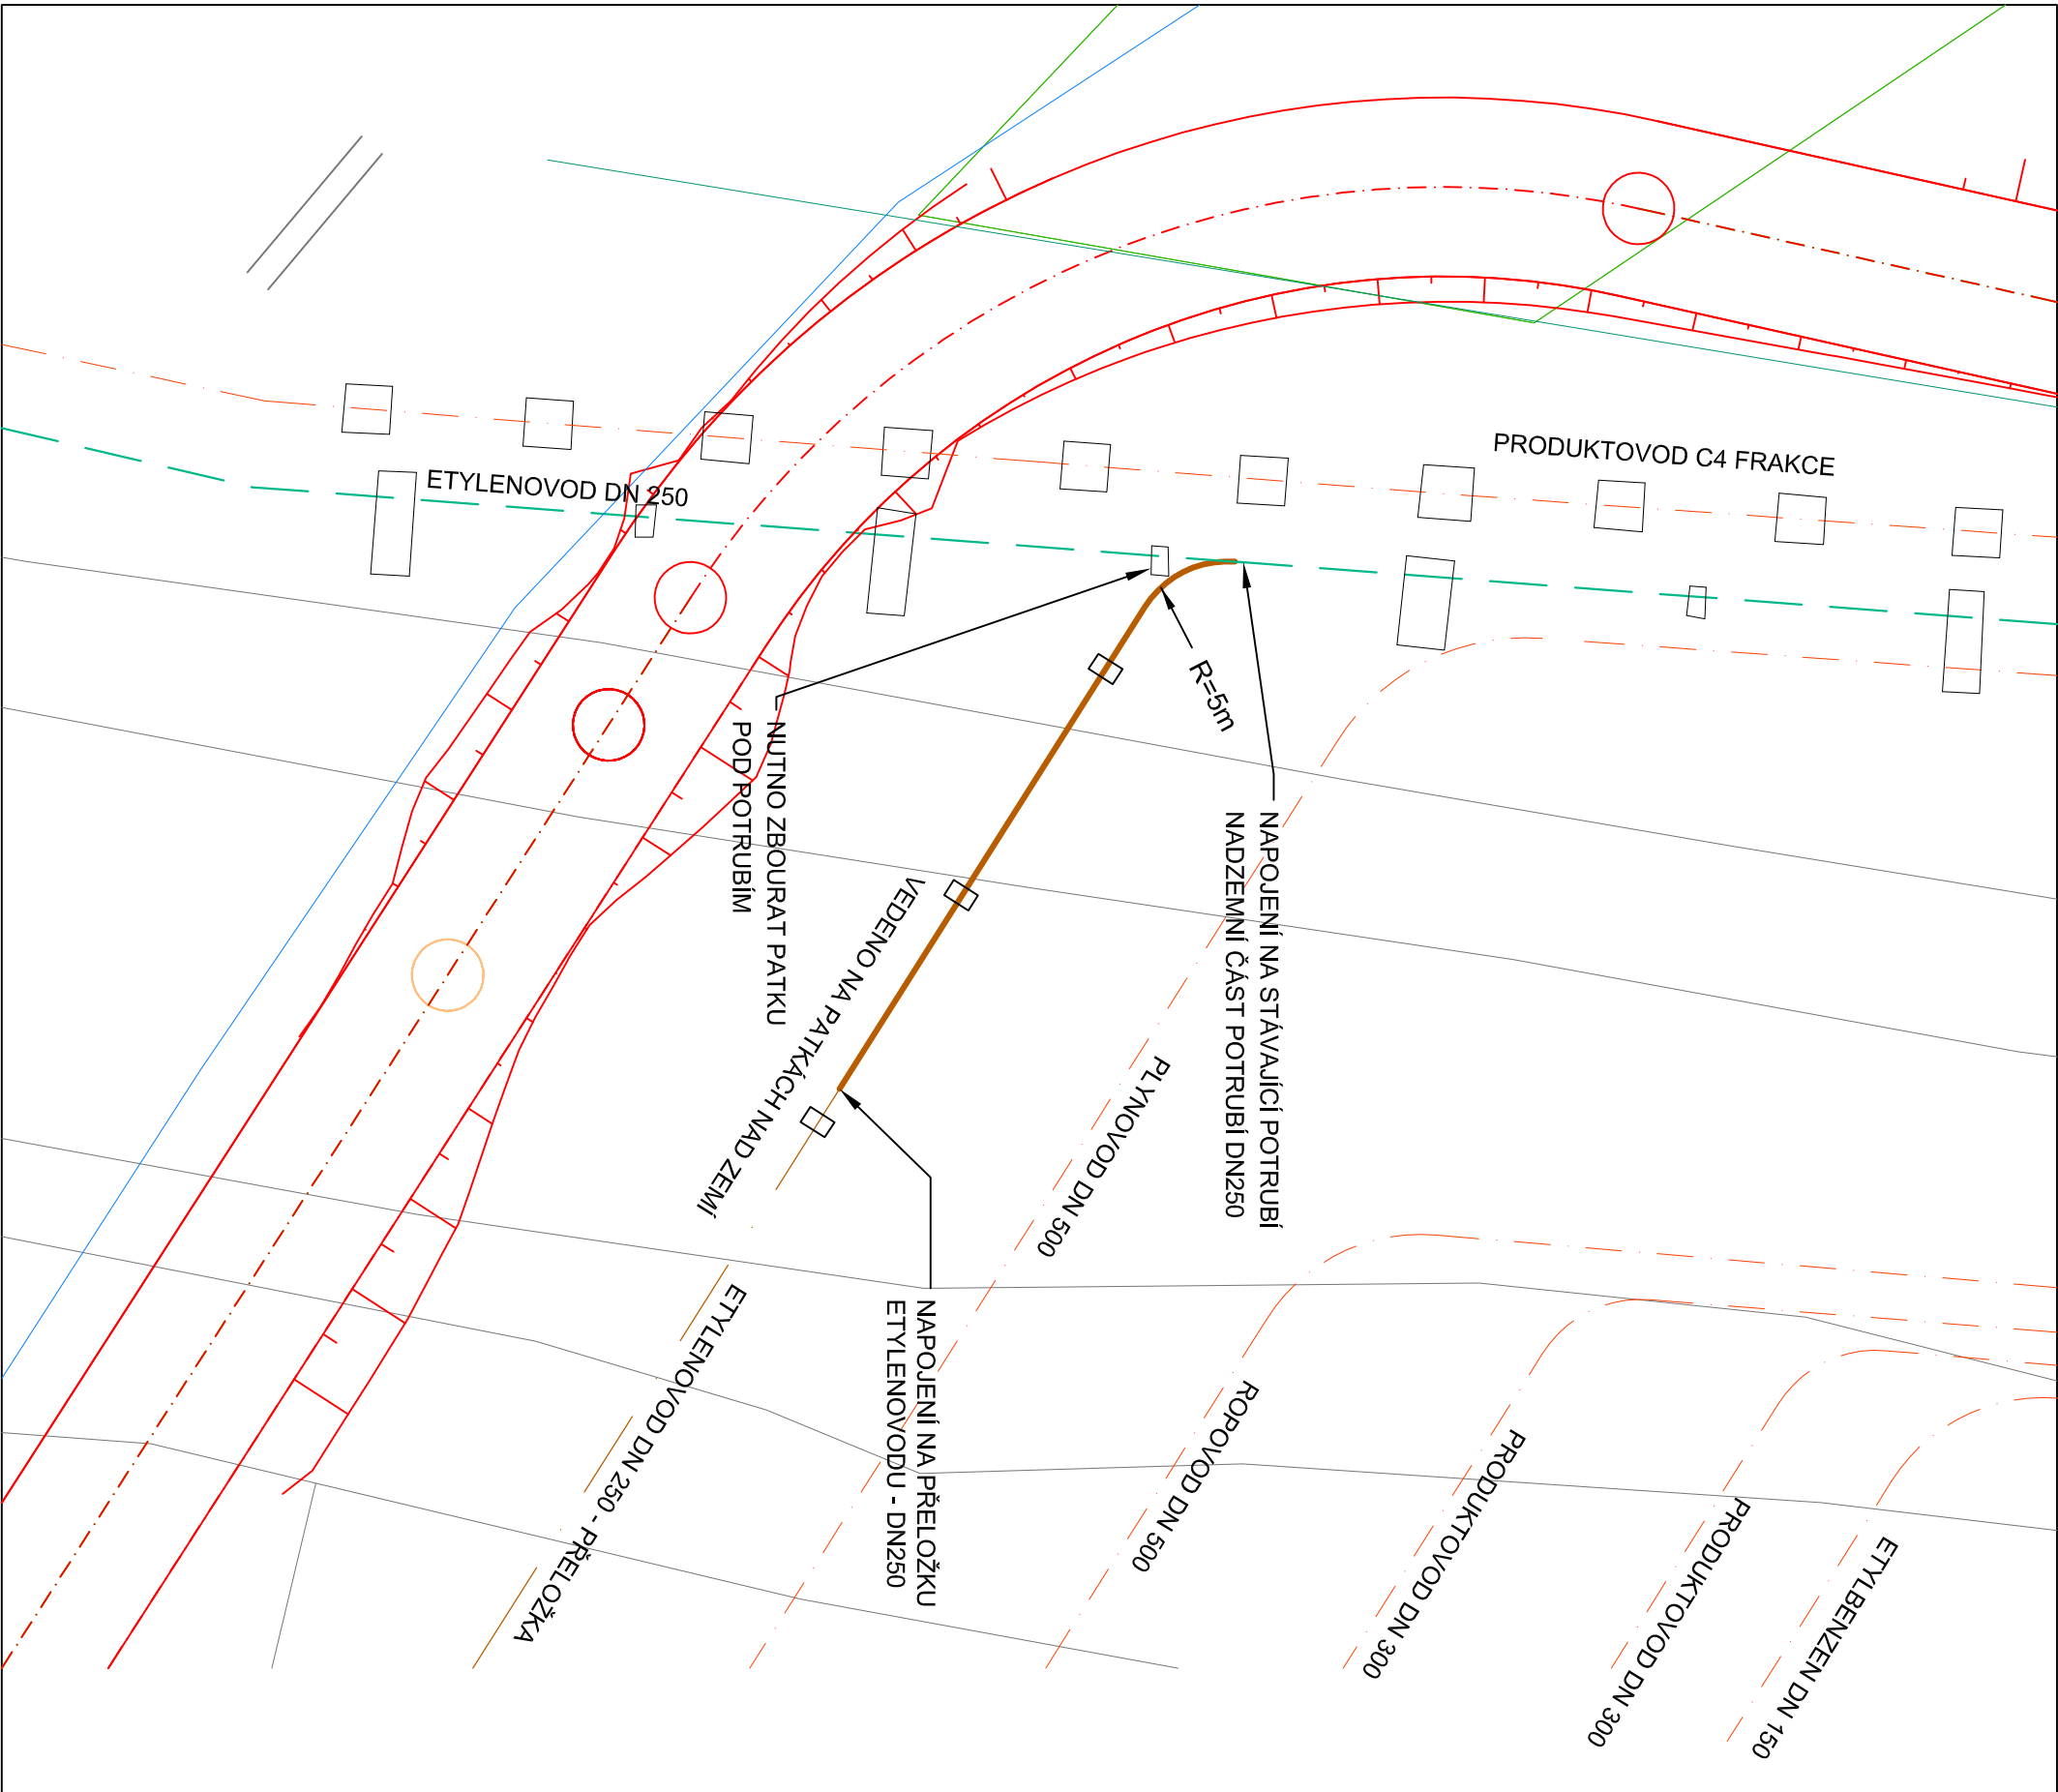 PRODUKTOVOD C4 FRAKCE
ETYLENOVOD DN 250
R=5m
NUTNO ZBOURAT PATKU
POD POTRUBÍM
NAPOJENÍ NA STÁVAJÍCÍ POTRUBÍ
NADZEMNÍ ČÁST POTRUBÍ DN250
VEDENO NA PATKÁCH NAD ZEMÍ
PLYNOVOD DN 500
NAPOJENÍ NA PŘELOŽKU
ETYLENOVODU - DN250
ETYLENOVOD DN 250 - PŘELOŽKA
ROPOVOD DN 500
PRODUKTOVOD DN 300
PRODUKTOVOD DN 300
ETYLBENZEN DN 150